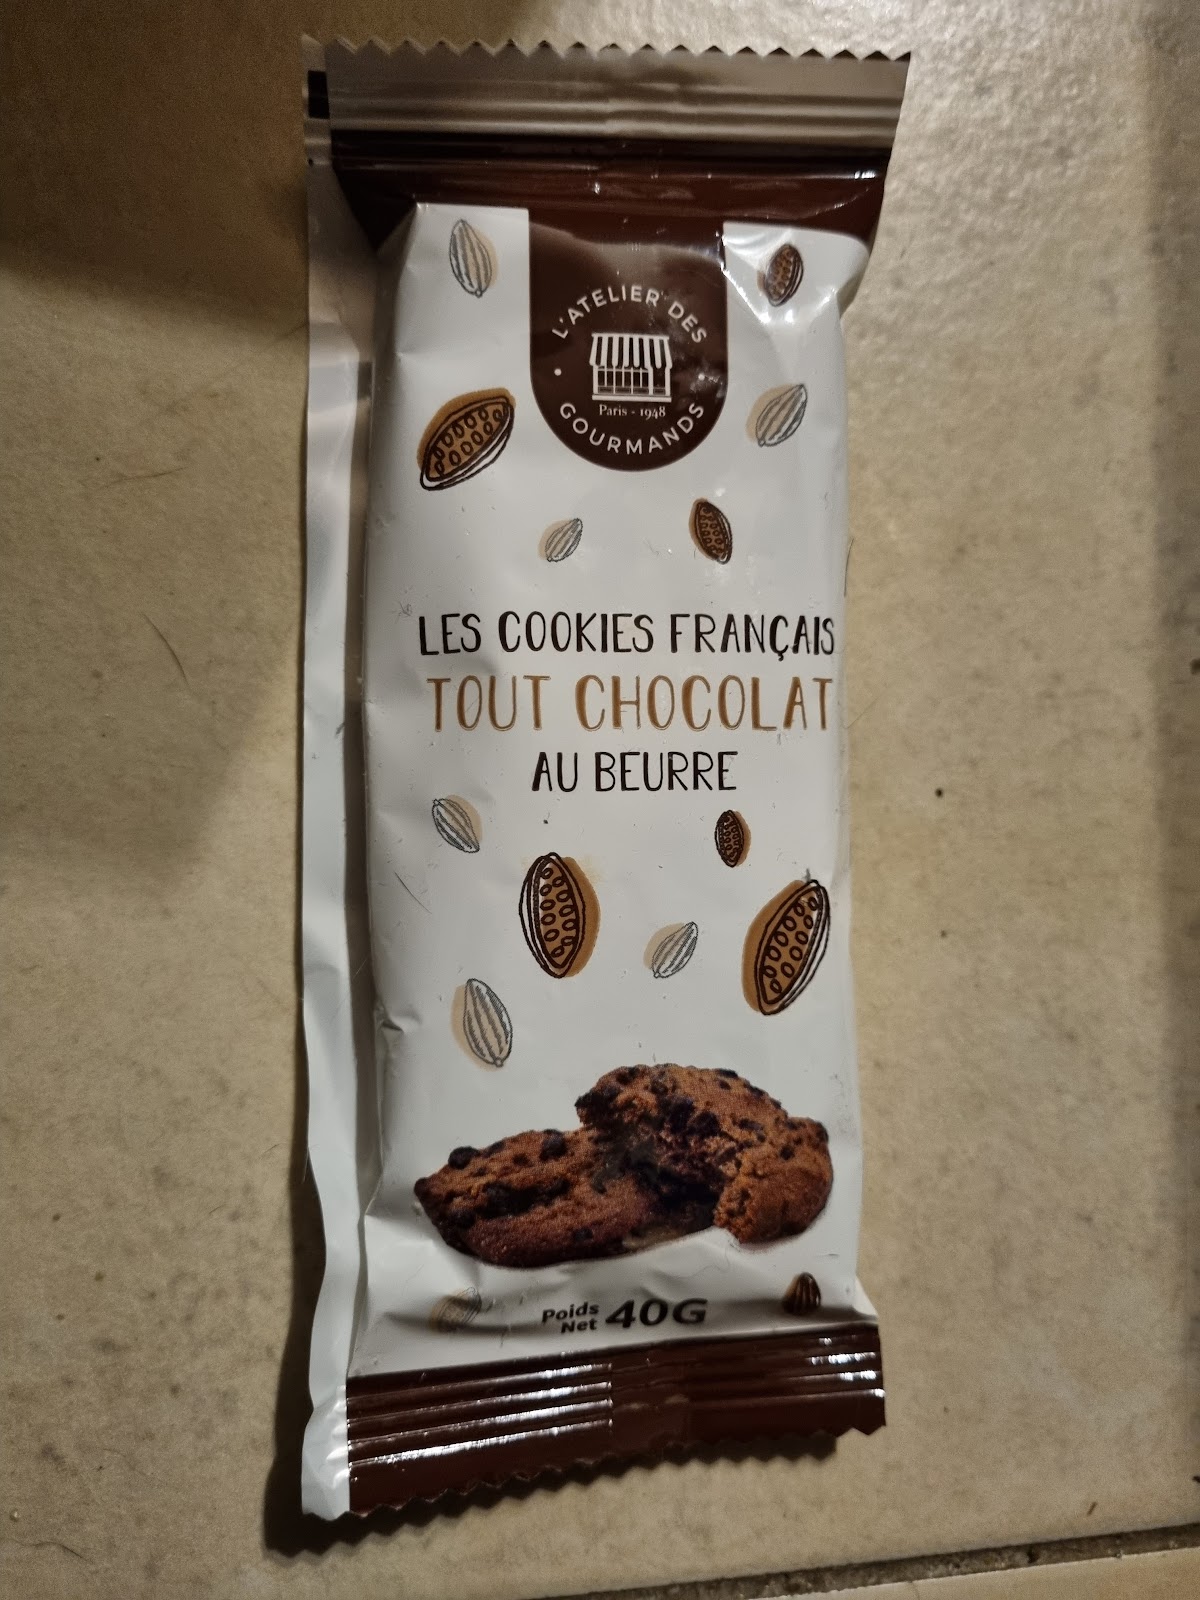 L'ATELIER DES
Paris - 1948
GOURMANDS
LES COOKIES FRANÇAIS
TOUT CHOCOLAT
AU BEURRE
Poids
Net 40G